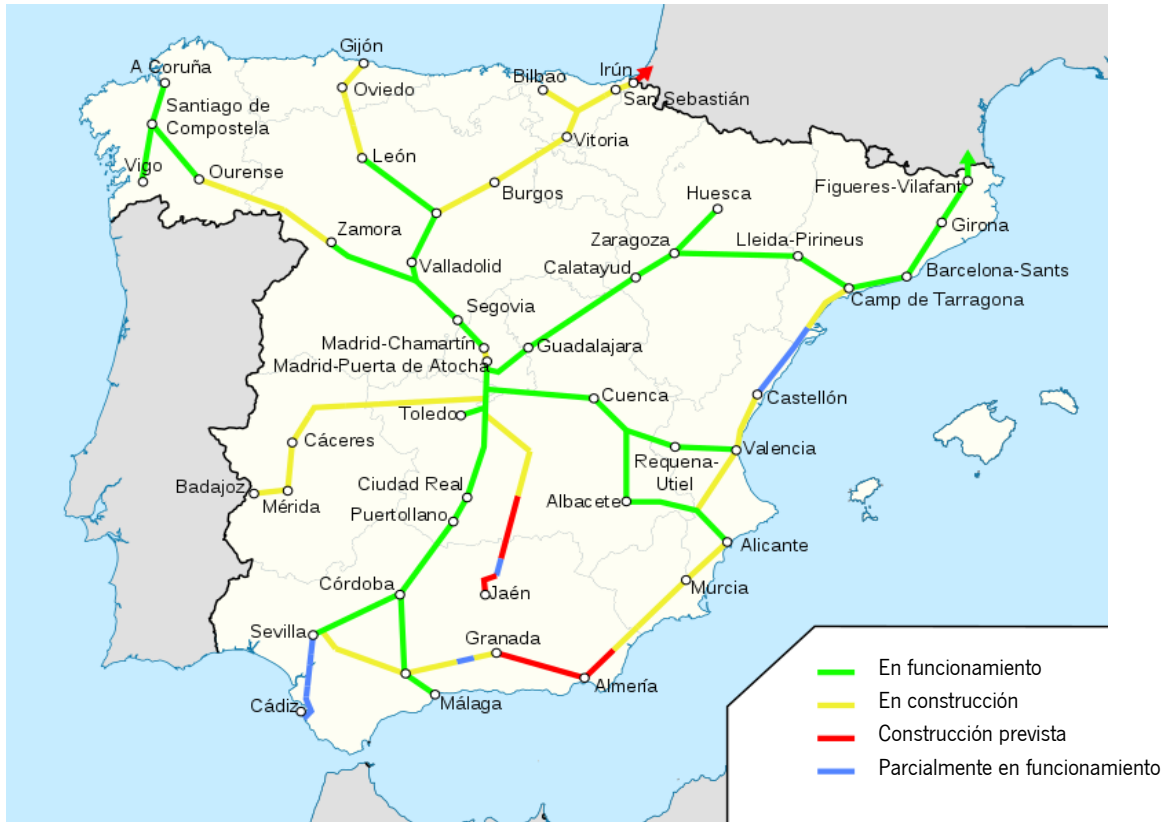 Gijón
A Coruña
Oviedo
Bilbao
Irún
San Sebastián
Santiago de
Compostela
Vitoria
León
Vigo
Ourense
Burgos
Figueres-Vilafant
Huesca
Girona
Zamora
Zaragoza
Lleida-Pirineus
Valladolid
Calatayud
Barcelona-Sants
Camp de Tarragona
Segovia
Madrid-Chamartín
Guadalajara
Madrid-Puerta de Atocha
Cuenca
Castellón
Toledo
Cáceres
Valencia
Requena-
Utiel
Badajoz
Mérida
Ciudad Real
Albacete
Puertollano
Alicante
Córdoba
Jaén
Murcia
Sevilla
Granada
Almería
Cádiz
Málaga
En funcionamiento
En construcción
Construcción prevista
Parcialmente en funcionamiento